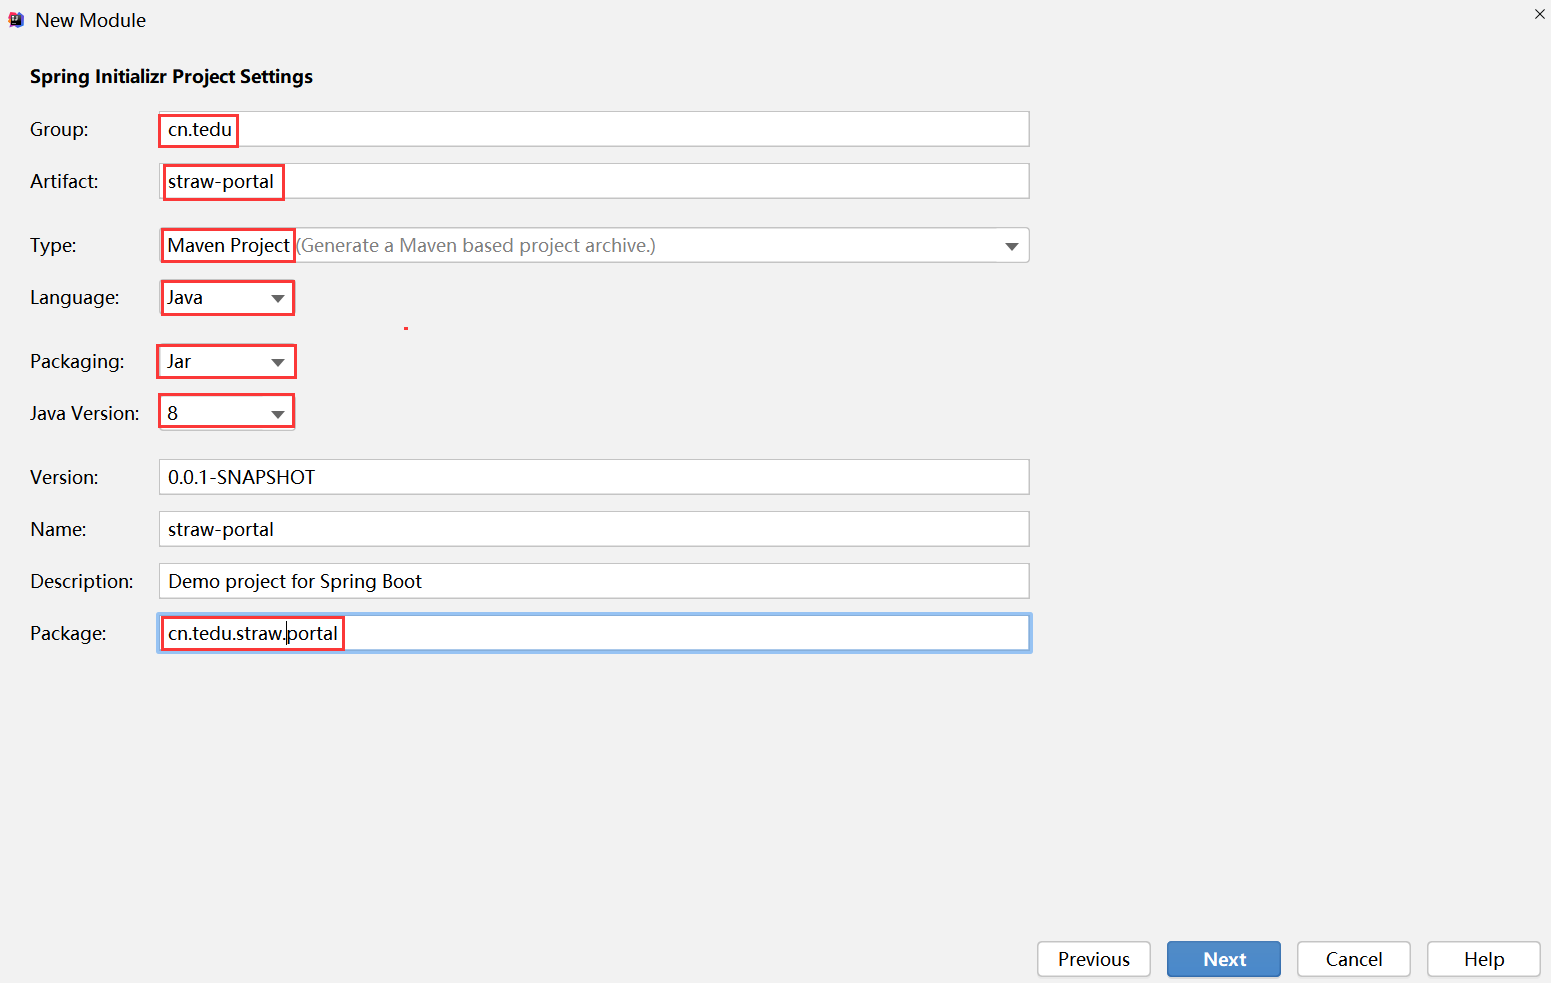 New Module
Spring Initializr Project Settings
Group: cn.tedu
Artifact: straw-portal
Type: Maven Project (Generate a Maven based project archive.)
Language: Java
Packaging: Jar
Java Version: 8
Version: 0.0.1-SNAPSHOT
Name: straw-portal
Description: Demo project for Spring Boot
Package: cn.tedu.straw.portal
Previous Next Cancel Help